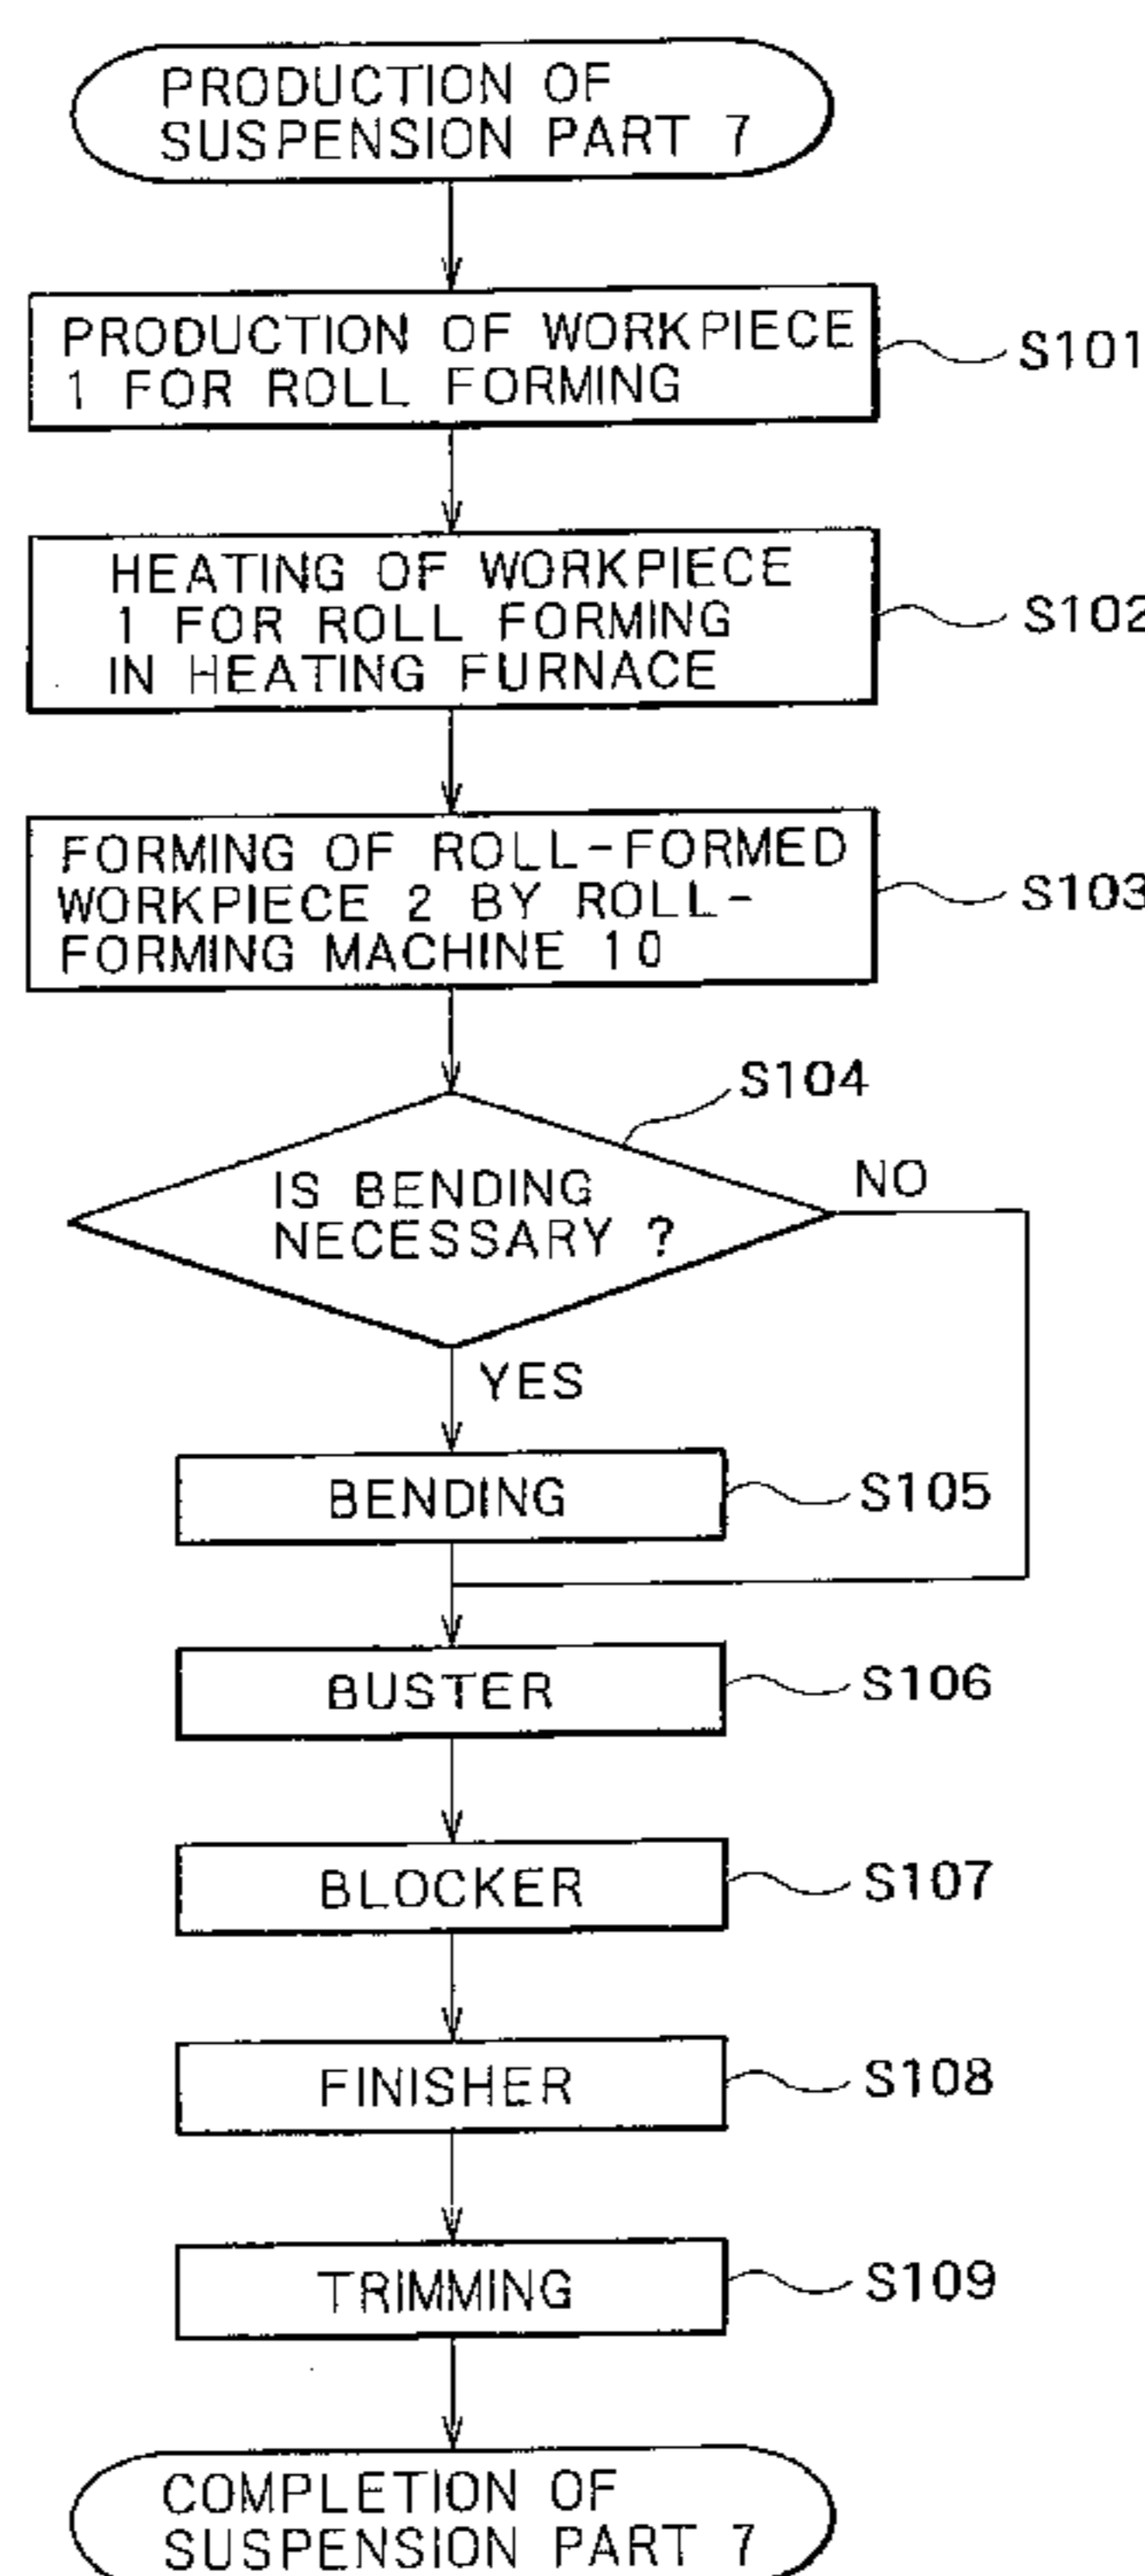 PRODUCTION OF
SUSPENSION PART 7
PRODUCTION OF WORKPIECE
1 FOR ROLL FORMING
S101
HEATING OF WORKPIECE
1 FOR ROLL FORMING
IN HEATING FURNACE
S102
FORMING OF ROLL-FORMED
WORKPIECE 2 BY ROLL-
FORMING MACHINE 10
S103
S104
IS BENDING
NECESSARY ?
NO
YES
BENDING
S105
BUSTER
S106
BLOCKER
S107
FINISHER
S108
TRIMMING
S109
COMPLETION OF
SUSPENSION PART 7